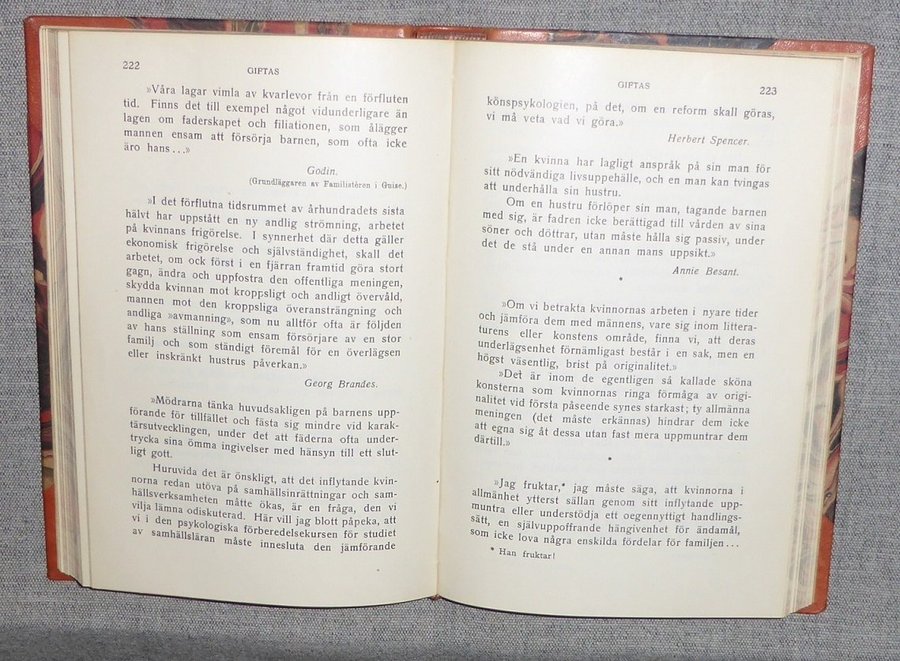 222
GIFTAS
»Våra lagar vimla av kvarlevor från en förfluten
tid. Finns det till exempel något vidunderligare än
lagen om faderskapet och filiationen, som ålägger
mannen ensam att försörja barnen, som ofta icke
äro hans...»
Godin.
(Grundläggaren av Familistèren i Guise.)
»I det förflutna tidsrummet av århundradets sista
hälvt har uppstått en ny andlig strömning, arbetet
på kvinnans frigörelse. I synnerhet där detta gäller
ekonomisk frigörelse och självständighet, skall det
arbetet, om ock först i en fjärran framtid göra stort
gagn, ändra och uppfostra den offentliga meningen,
skydda kvinnan mot kroppsligt och andligt övervåld,
mannen mot den kroppsliga överansträngning och
andliga »avmanning», som nu alltför ofta är följden
av hans ställning som ensam försörjare av en stor
familj och som ständigt föremål för en överlägsen
eller inskränkt hustrus påverkan.»
Georg Brandes.
»Mödrarna tänka huvudsakligen på barnens upp-
förande för tillfället och fästa sig mindre vid karak-
tärsutvecklingen, under det att fäderna ofta under-
trycka sina ömma ingivelser med hänsyn till ett slut-
ligt gott.
Huruvida det är önskligt, att det inflytande kvin-
norna redan utöva på samhällsinrättningar och sam-
hällsverksamheten måtte ökas, är en fråga, den vi
vilja lämna odiskuterad. Här vill jag blott påpeka, att
vi i den psykologiska förberedelsekursen för studiet
av samhällsläran måste innesluta den jämförande
GIFTAS
223
könspsykologien, på det, om en reform skall göras,
vi må veta vad vi göra.»
Herbert Spencer.
»En kvinna har lagligt anspråk på sin man för
sitt nödvändiga livsuppehälle, och en man kan tvingas
att underhålla sin hustru.
Om en hustru förlöper sin man, tagande barnen
med sig, är fadren icke berättigad till vården av sina
söner och döttrar, utan måste hålla sig passiv, under
det de stå under en annan mans uppsikt.»
Annie Besant.
*
»Om vi betrakta kvinnornas arbeten i nyare tider
och jämföra dem med männens, vare sig inom littera-
turens eller konstens område, finna vi, att deras
underlägsenhet förnämligast består i en sak, men en
högst väsentlig, brist på originalitet.»
»Det är inom de egentligen så kallade sköna
konsterna som kvinnornas ringa förmåga av origi-
nalitet vid första påseende synes starkast; ty allmänna
meningen (det måste erkännas) hindrar dem icke
att egna sig åt dessa utan fast mera uppmuntrar dem
därtill.»
*
»Jag fruktar,* jag måste säga, att kvinnorna i
allmänhet ytterst sällan genom sitt inflytande upp-
muntra eller understödja ett oegennyttigt handlings-
sätt, en självuppoffrande hängivenhet för ändamål,
som icke lova några enskilda fördelar för familjen...
* Han fruktar!